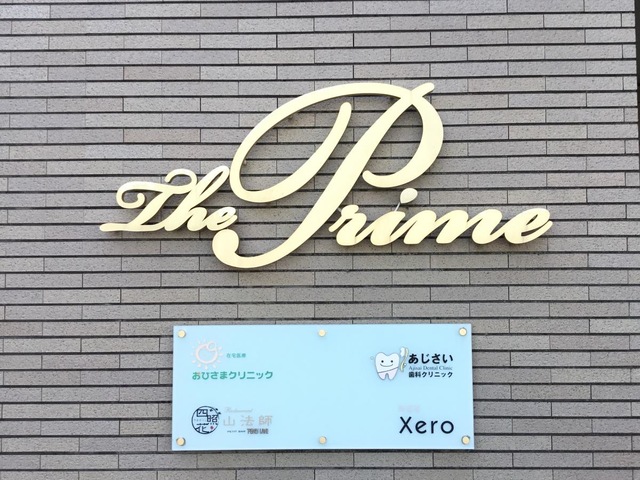 The Prime
在宅医療
おひさまクリニック
あじさい
Ajisai Dental Clinic
歯科クリニック
四照花
Restaurant
山法師
Xero